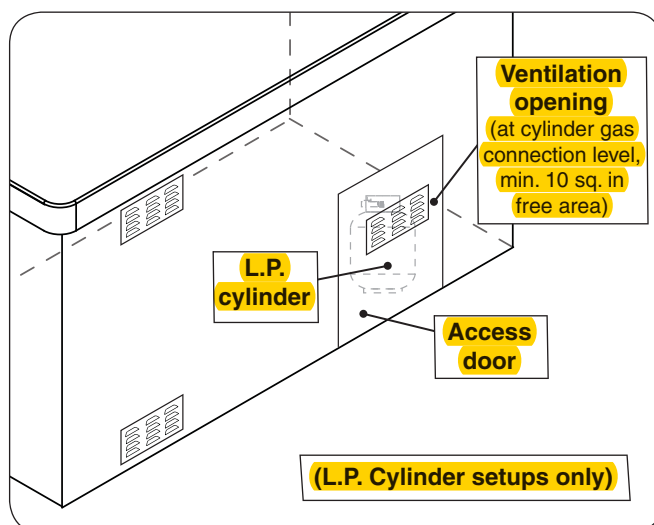 Ventilation
opening
(at cylinder gas
connection level,
min. 10 sq. in
free area)
L.P.
cylinder
Access
door
(L.P. Cylinder setups only)